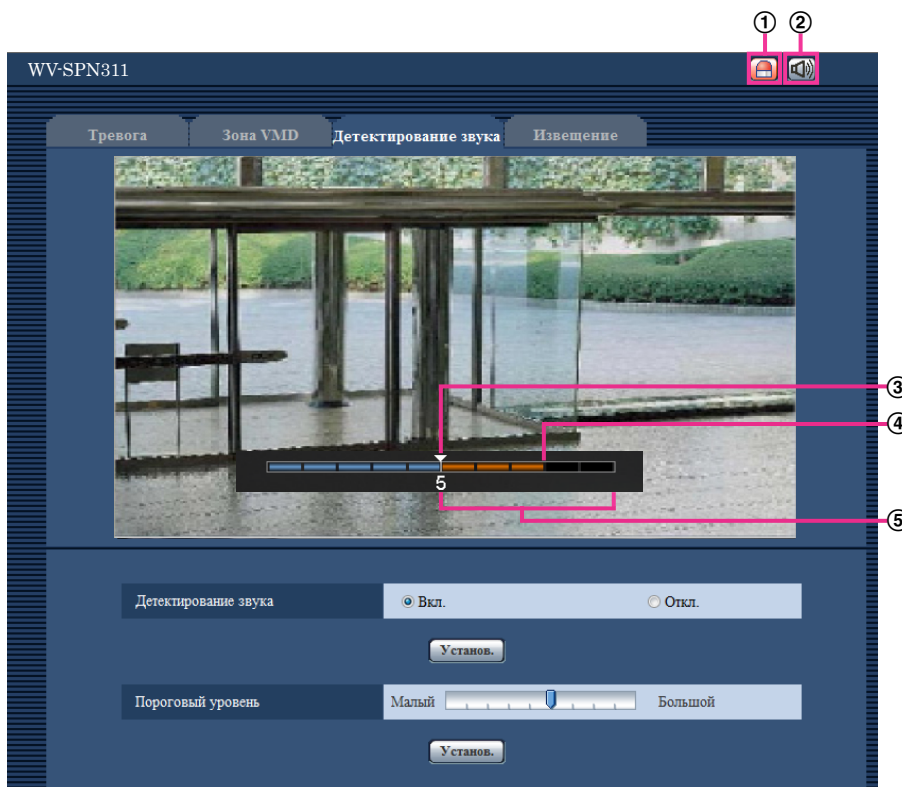 ① ②
WV-SPN311
Тревога Зона VMD Детектирование звука Извещение
③
④
5
⑤
Детектирование звука Вкл. Откл.
Установ.
Пороговый уровень Малый Большой
Установ.